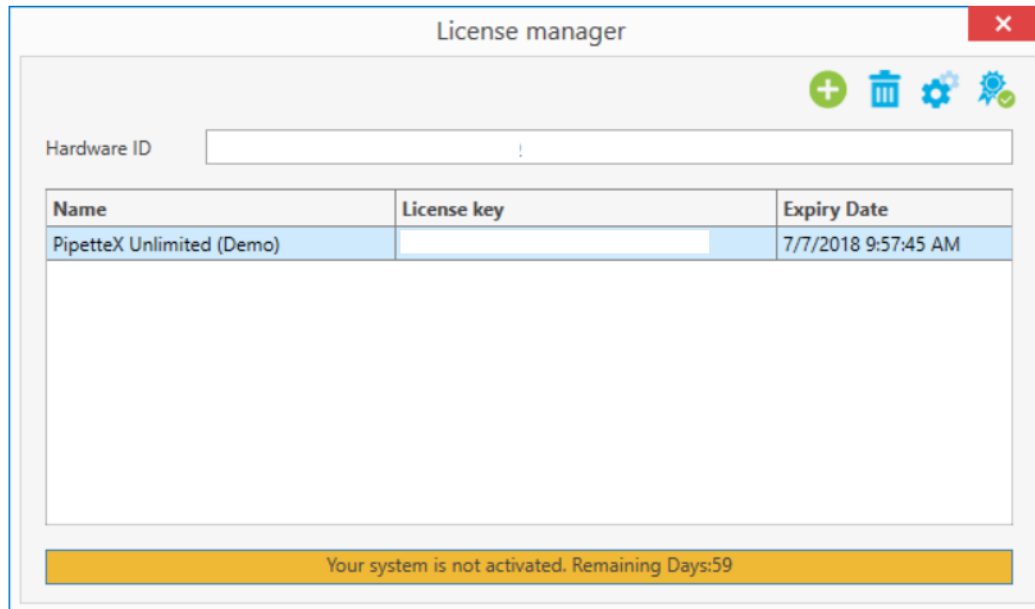 License manager
Hardware ID
Name License key Expiry Date
PipetteX Unlimited (Demo) 7/7/2018 9:57:45 AM
Your system is not activated. Remaining Days:59